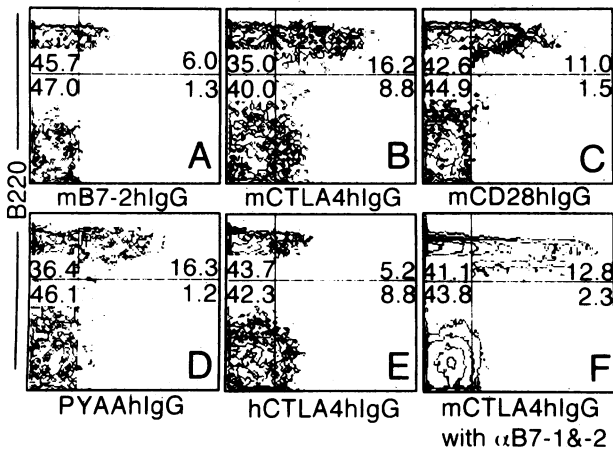 B220
45.7 6.0
47.0 1.3
A
mB7-2hIgG
35.0 16.2
40.0 8.8
B
mCTLA4hIgG
42.6 11.0
44.9 1.5
C
mCD28hIgG
36.4 16.3
46.1 1.2
D
PYAAhIgG
43.7 5.2
42.3 8.8
E
hCTLA4hIgG
41.1 12.8
43.8 2.3
F
mCTLA4hIgG
with αB7-1&-2